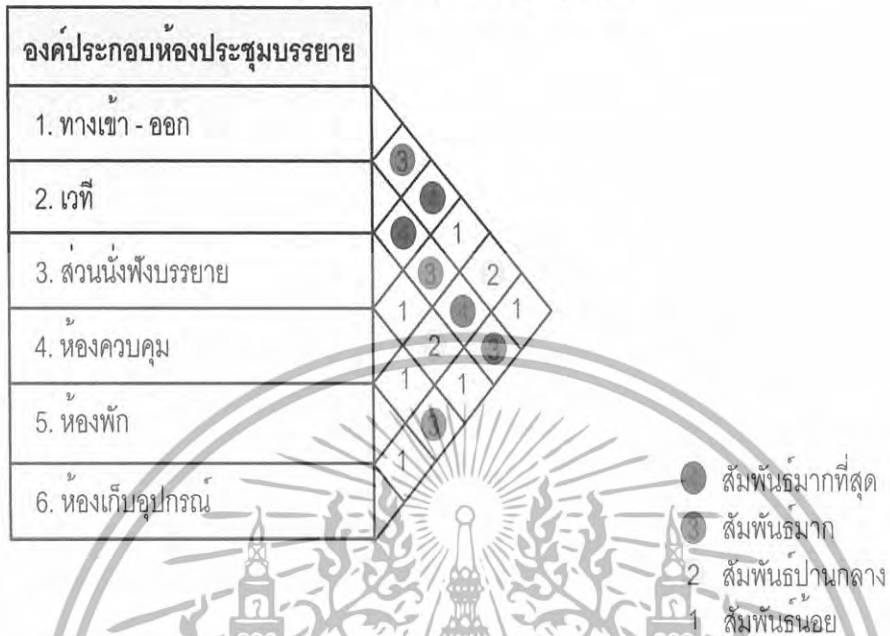 องค์ประกอบห้องประชุมบรรยาย
1. ทางเข้า - ออก
3
2. เวที
4
4
1
3. ส่วนนั่งฟังบรรยาย
3
2
1
4
1
4. ห้องควบคุม
2
3
1
1
5. ห้องพัก
3
1
6. ห้องเก็บอุปกรณ์
4 สัมพันธ์มากที่สุด
3 สัมพันธ์มาก
2 สัมพันธ์ปานกลาง
1 สัมพันธ์น้อย